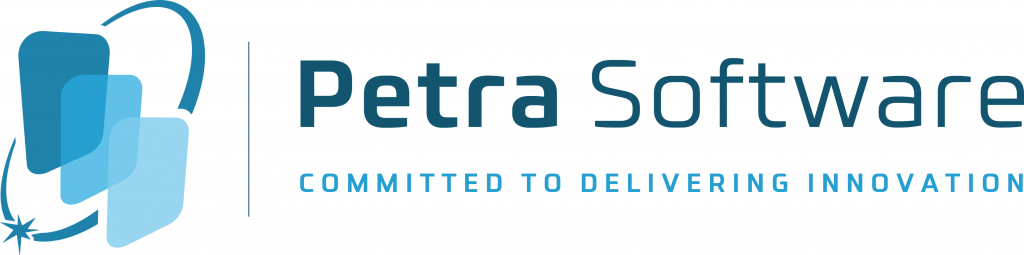 Petra Software
COMMITTED TO DELIVERING INNOVATION